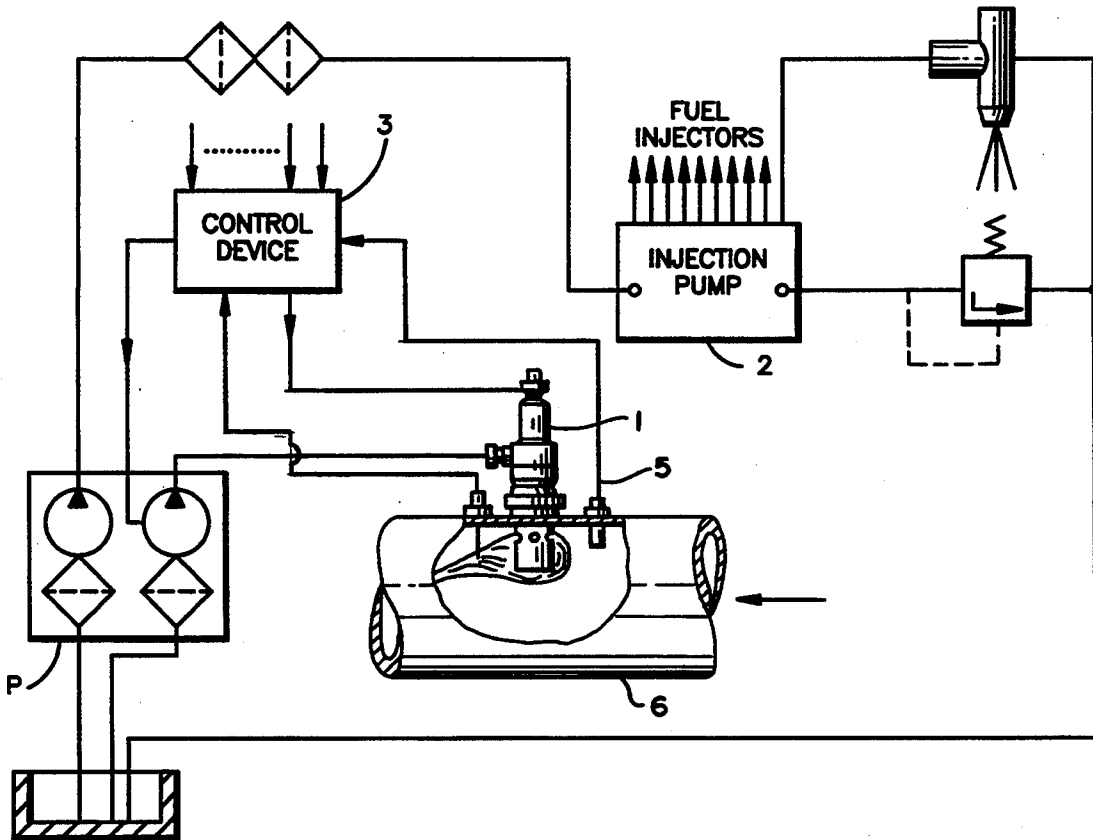 FUEL
INJECTORS
3
CONTROL
DEVICE
INJECTION
PUMP
2
1
5
P
6